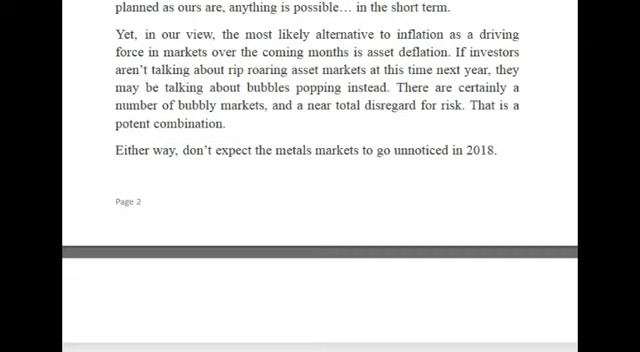 planned as ours are, anything is possible… in the short term.
Yet, in our view, the most likely alternative to inflation as a driving
force in markets over the coming months is asset deflation. If investors
aren't talking about rip roaring asset markets at this time next year, they
may be talking about bubbles popping instead. There are certainly a
number of bubbly markets, and a near total disregard for risk. That is a
potent combination.
Either way, don't expect the metals markets to go unnoticed in 2018.
Page 2